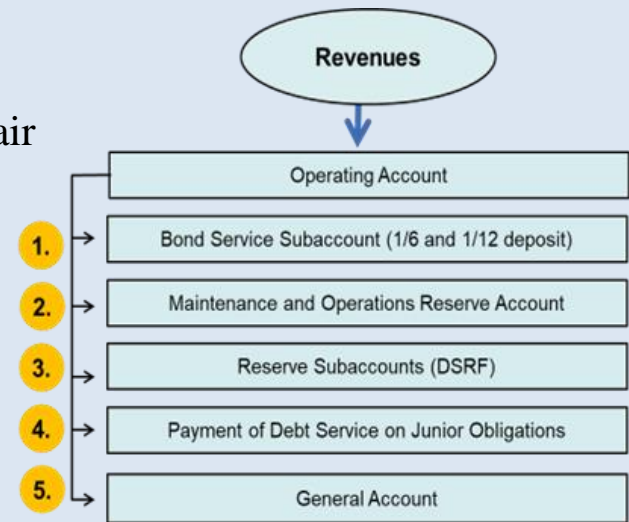 Revenues
air
Operating Account
1.
Bond Service Subaccount (1/6 and 1/12 deposit)
2.
Maintenance and Operations Reserve Account
3.
Reserve Subaccounts (DSRF)
4.
Payment of Debt Service on Junior Obligations
5.
General Account